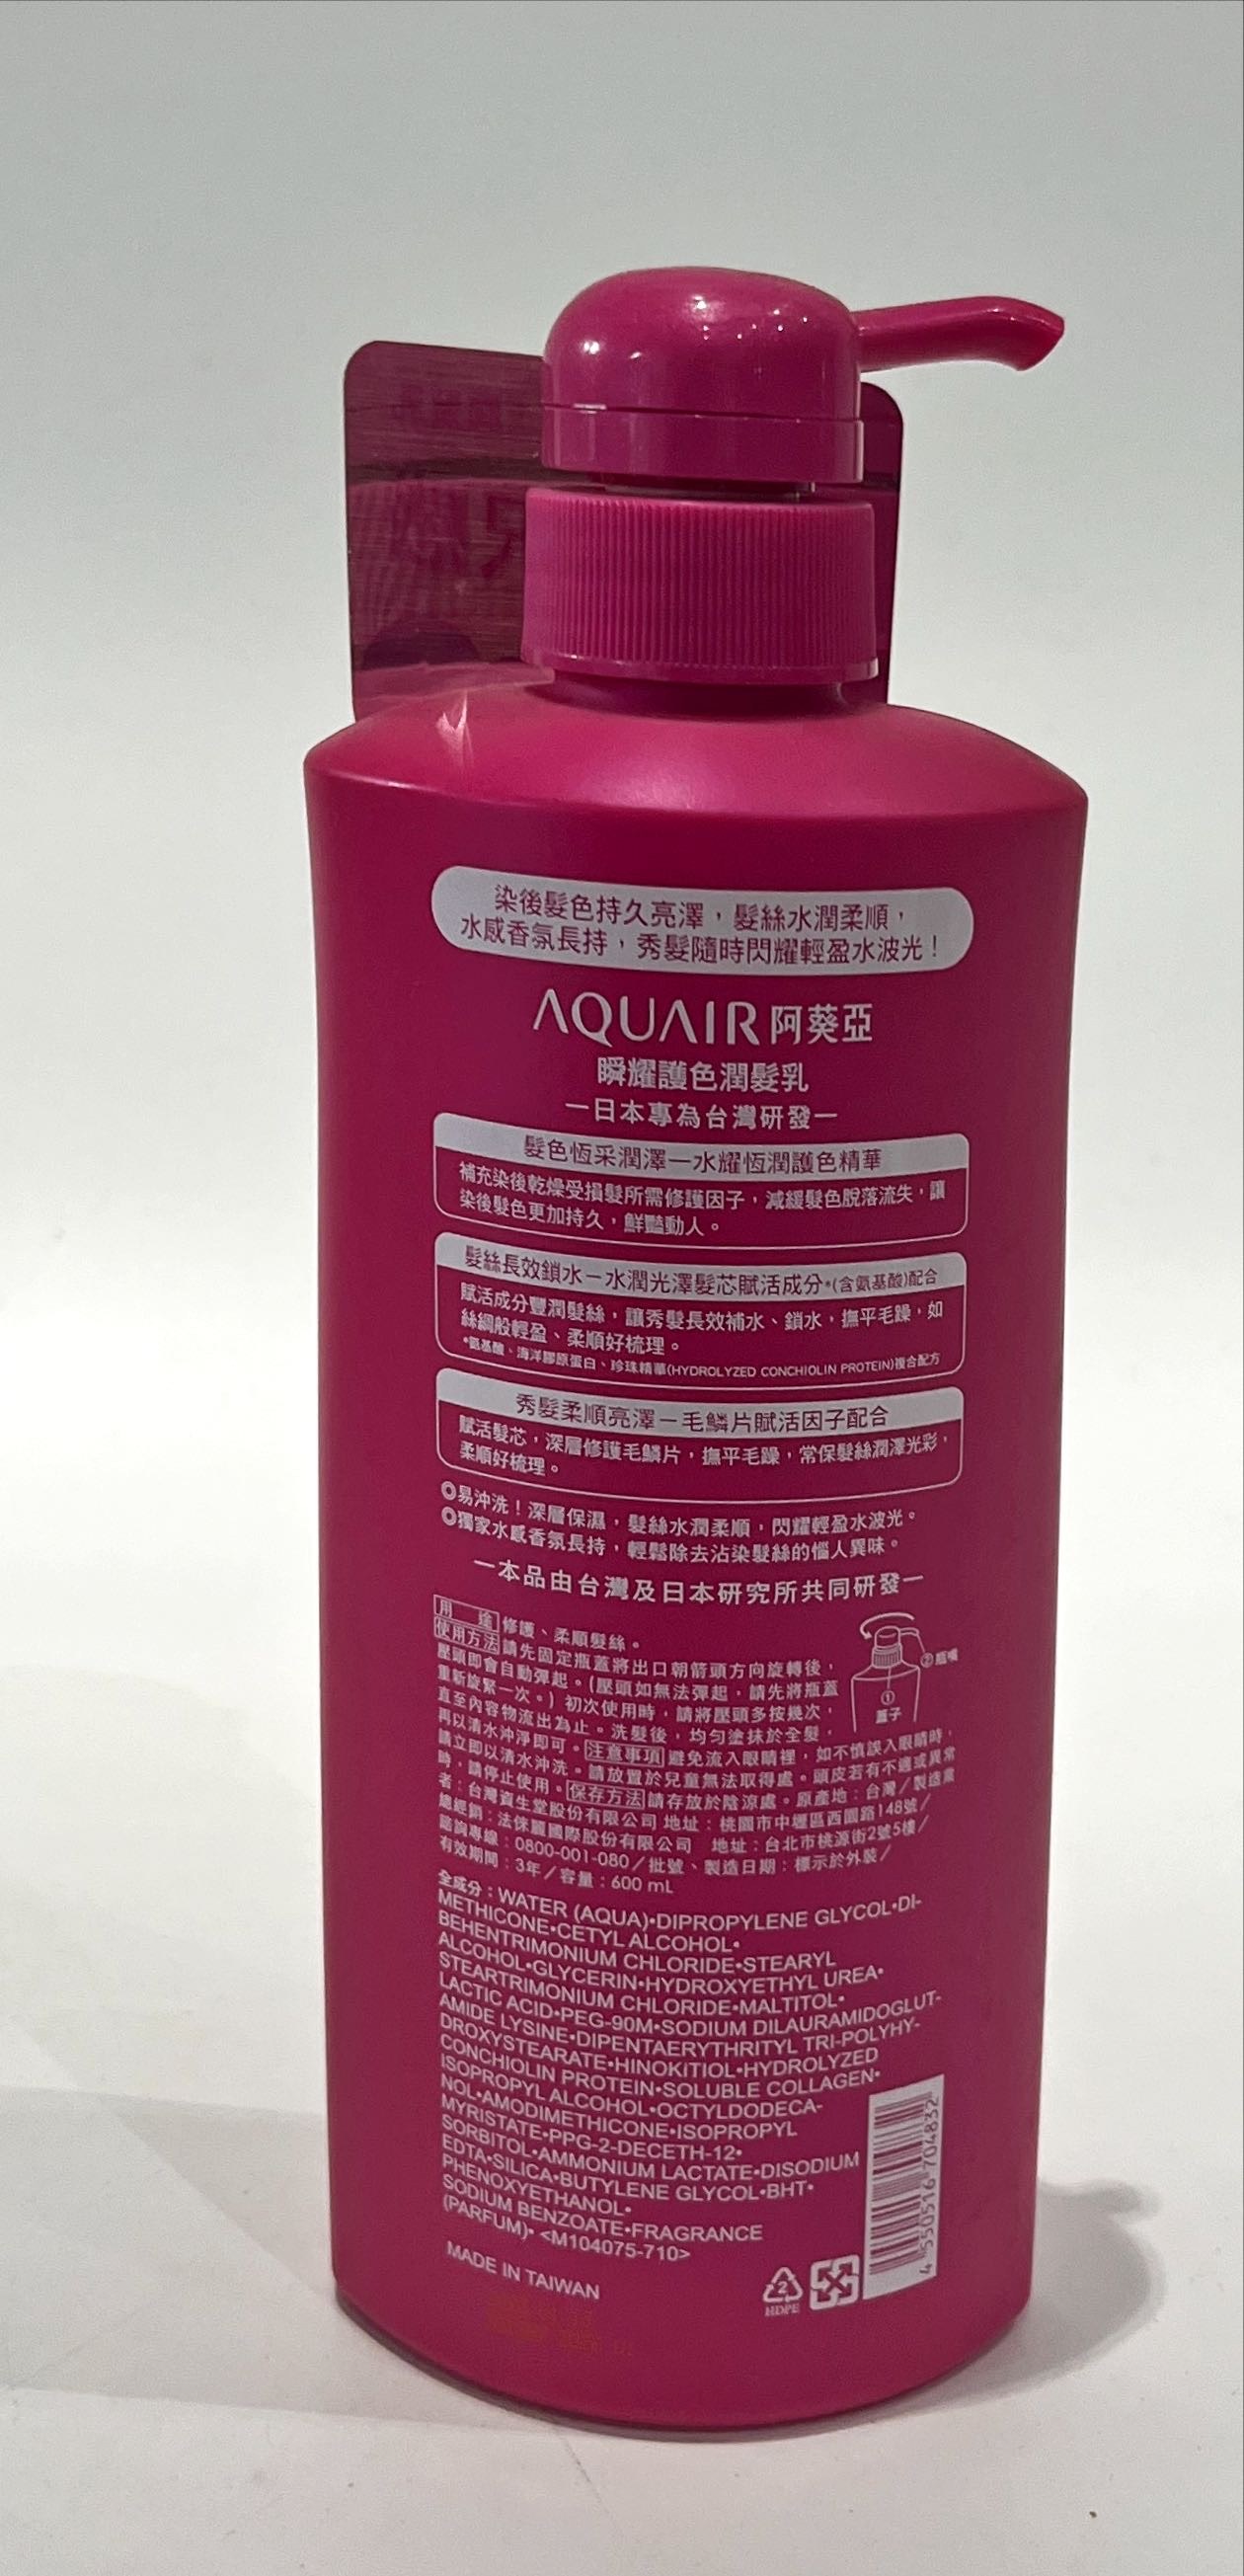 染後髮色持久亮澤，髮絲水潤柔順，
水感香氛長持，秀髮隨時閃耀輕盈水波光！
AQUAIR 阿葵亞
瞬耀護色潤髮乳
—日本專為台灣研發—
髮色恆采潤澤—水耀恆潤護色精華
補充染後乾燥受損髮所需修護因子，減緩髮色脫落流失，讓
染後髮色更加持久，鮮豔動人。
髮絲長效鎖水—水潤光澤髮芯賦活成分*(含氨基酸)配合
賦活成分豐潤髮絲，讓秀髮長效補水、鎖水，撫平毛躁，如
絲綢般輕盈、柔順好梳理。
*氨基酸、海洋膠原蛋白、珍珠精華(HYDROLYZED CONCHIOLIN PROTEIN)複合配方
秀髮柔順亮澤—毛鱗片賦活因子配合
賦活髮芯，深層修護毛鱗片，撫平毛躁，常保髮絲潤澤光彩，
柔順好梳理。
◎易沖洗！深層保濕，髮絲水潤柔順，閃耀輕盈水波光。
◎獨家水感香氛長持，輕鬆除去沾染髮絲的惱人異味。
—本品由台灣及日本研究所共同研發—
用途 修護、柔順髮絲。
使用方法 請先固定瓶蓋將出口朝箭頭方向旋轉後，
壓頭即會自動彈起。(壓頭如無法彈起，請先將瓶蓋
重新旋緊一次。) 初次使用時，請將壓頭多按幾次，
直至內容物流出為止。洗髮後，均勻塗抹於全髮，
再以清水沖淨即可。注意事項 避免流入眼睛裡，如不慎誤入眼睛時，
請立即以清水沖洗。請放置於兒童無法取得處。頭皮若有不適或異常
時，請停止使用。保存方法 請存放於陰涼處。原產地：台灣／製造業
者：台灣資生堂股份有限公司 地址：桃園市中壢區西園路148號／
總經銷：法徠麗國際股份有限公司 地址：台北市桃源街2號5樓／
諮詢專線：0800-001-080／批號、製造日期：標示於外裝／
有效期間：3年／容量：600 mL
②瓶嘴
①
蓋子
全成分：WATER (AQUA)•DIPROPYLENE GLYCOL•DI-
METHICONE•CETYL ALCOHOL•
BEHENTRIMONIUM CHLORIDE•STEARYL
ALCOHOL•GLYCERIN•HYDROXYETHYL UREA•
STEARTRIMONIUM CHLORIDE•MALTITOL•
LACTIC ACID•PEG-90M•SODIUM DILAURAMIDOGLUT-
AMIDE LYSINE•DIPENTAERYTHRITYL TRI-POLYHY-
DROXYSTEARATE•HINOKITIOL•HYDROLYZED
CONCHIOLIN PROTEIN•SOLUBLE COLLAGEN•
ISOPROPYL ALCOHOL•OCTYLDODECA-
NOL•AMODIMETHICONE•ISOPROPYL
MYRISTATE•PPG-2-DECETH-12•
SORBITOL•AMMONIUM LACTATE•DISODIUM
EDTA•SILICA•BUTYLENE GLYCOL•BHT•
PHENOXYETHANOL•
SODIUM BENZOATE•FRAGRANCE
(PARFUM)• <M104075-710>
MADE IN TAIWAN
2
HDPE
4 550516 704832